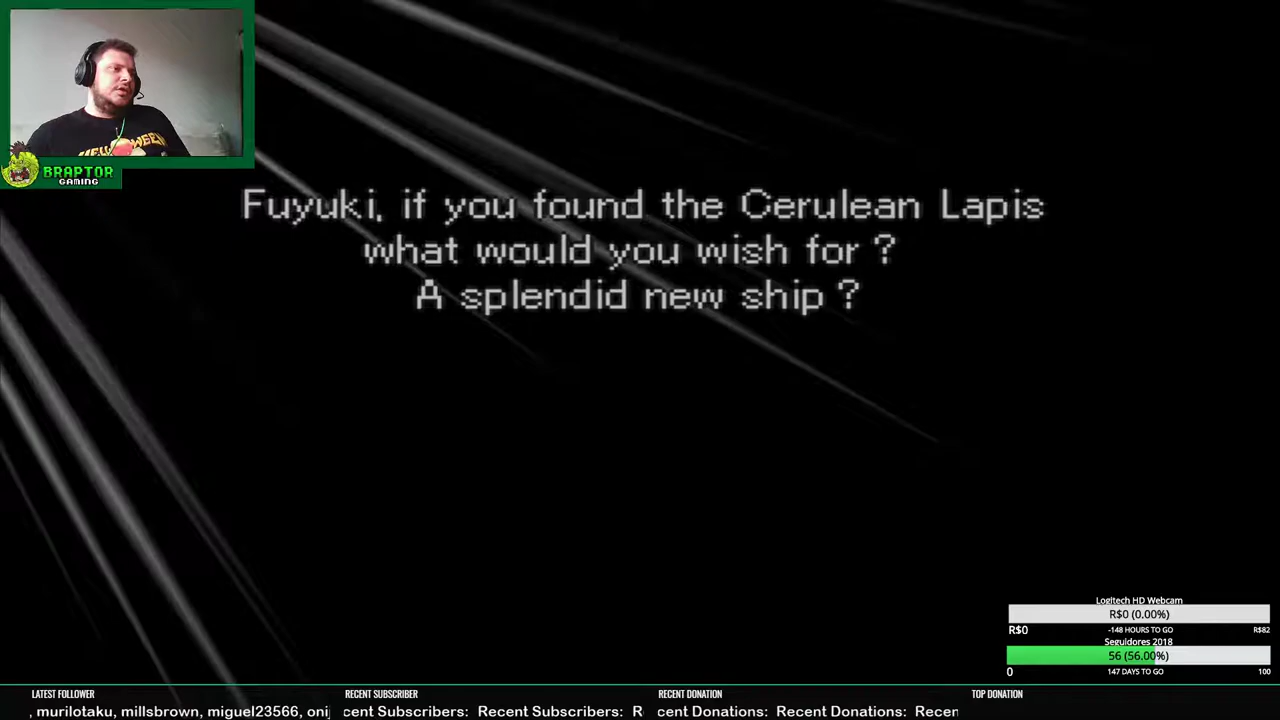 HELLOWEEN
BRAPTOR
GAMING
Fuyuki, if you found the Cerulean Lapis
what would you wish for ?
A splendid new ship ?
Logitech HD Webcam
R$0 (0.00%)
R$0 -148 HOURS TO GO R$82
Seguidores 2018
56 (56.00%)
0 147 DAYS TO GO 100
LATEST FOLLOWER RECENT SUBSCRIBER RECENT DONATION TOP DONATION
, murilotaku, millsbrown, miguel23566, onij cent Subscribers: Recent Subscribers: R cent Donations: Recent Donations: Recen